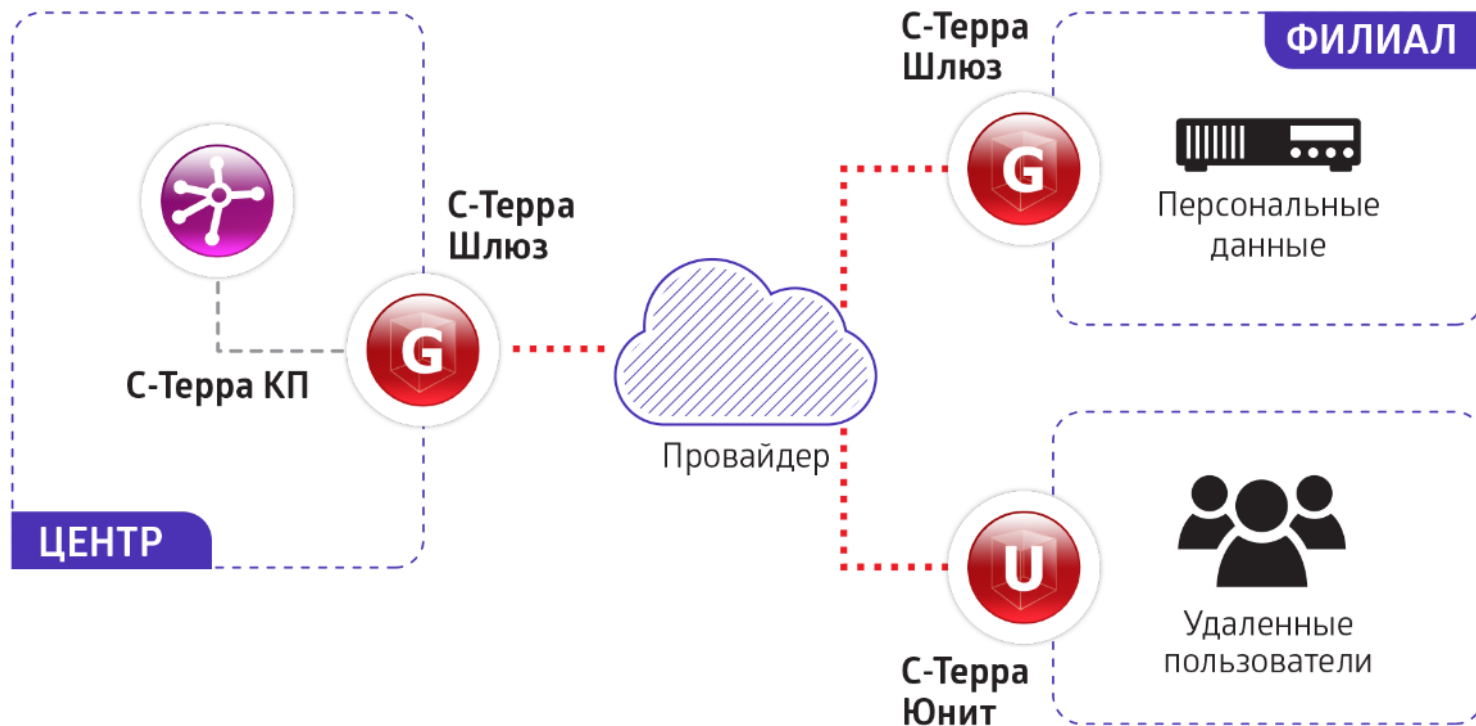 С-Терра
Шлюз
ФИЛИАЛ
G
Персональные
данные
С-Терра
Шлюз
G
С-Терра КП
Провайдер
ЦЕНТР
U
Удаленные
пользователи
С-Терра
Юнит